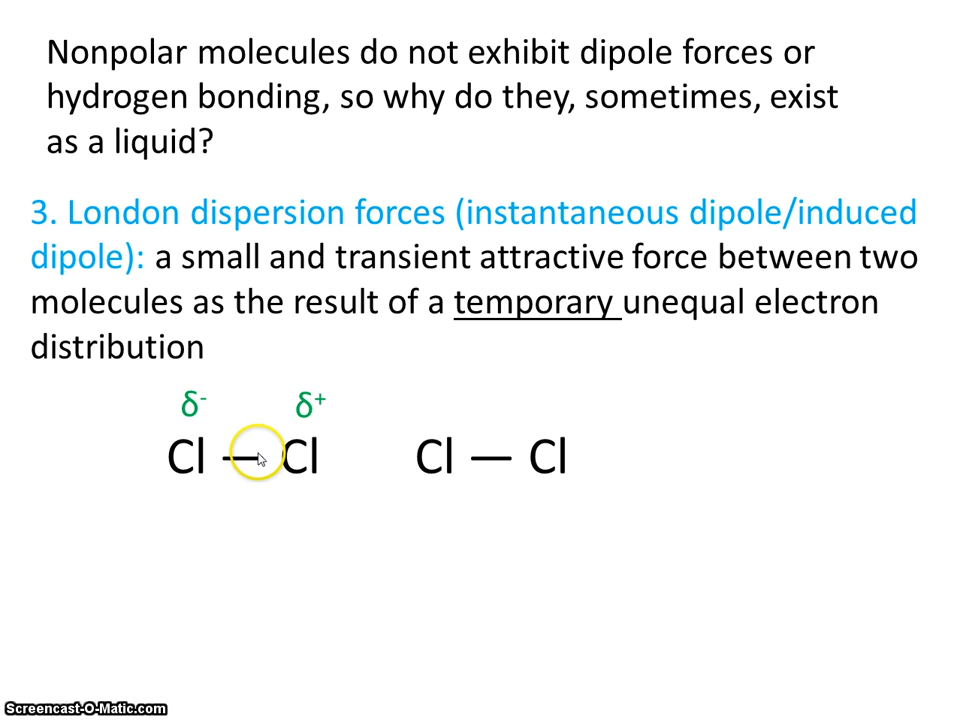 Nonpolar molecules do not exhibit dipole forces or
hydrogen bonding, so why do they, sometimes, exist
as a liquid?
3. London dispersion forces (instantaneous dipole/induced
dipole): a small and transient attractive force between two
molecules as the result of a temporary unequal electron
distribution
δ- δ+
Cl — Cl Cl — Cl
Screencast-O-Matic.com